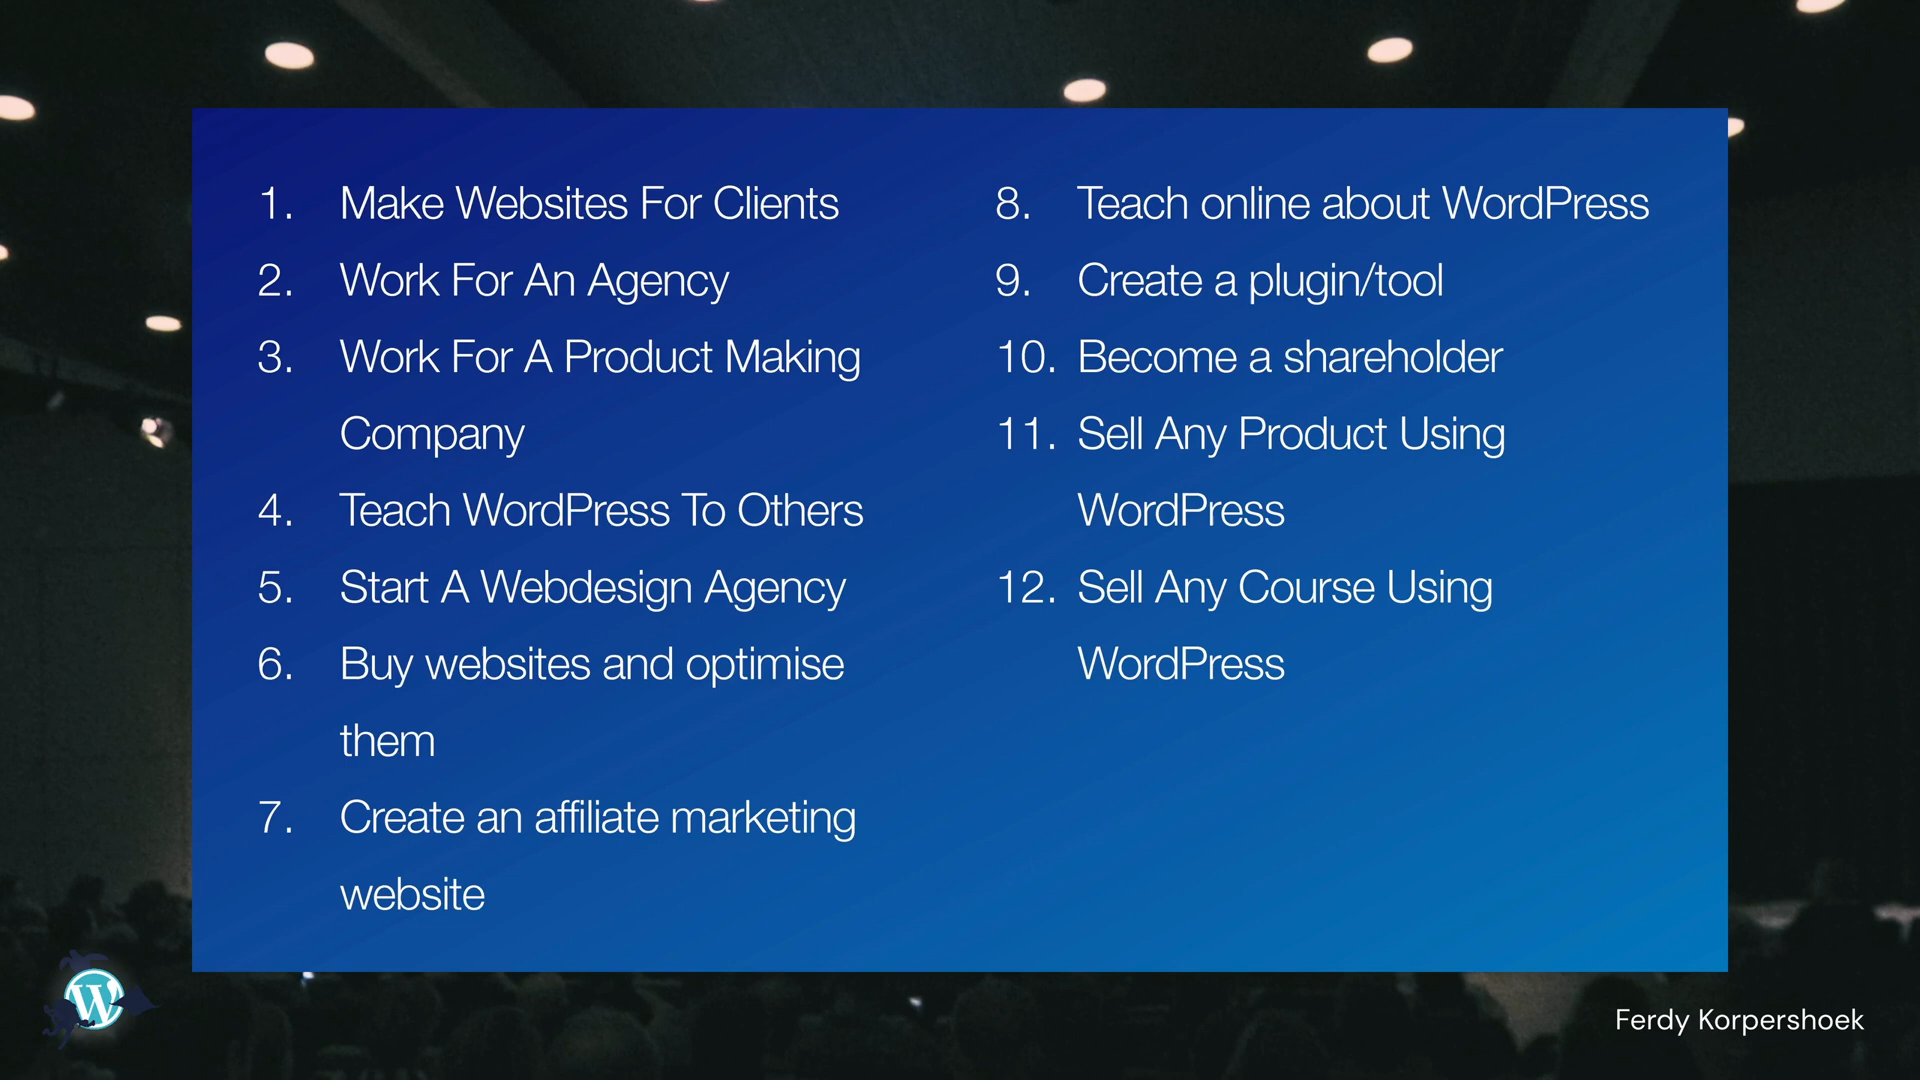 1. Make Websites For Clients
2. Work For An Agency
3. Work For A Product Making
Company
4. Teach WordPress To Others
5. Start A Webdesign Agency
6. Buy websites and optimise
them
7. Create an affiliate marketing
website
8. Teach online about WordPress
9. Create a plugin/tool
10. Become a shareholder
11. Sell Any Product Using
WordPress
12. Sell Any Course Using
WordPress
W
Ferdy Korpershoek